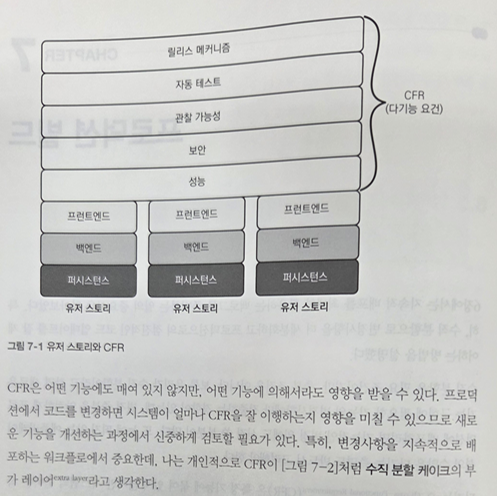 릴리스 메커니즘
자동 테스트
관찰 가능성
보안
성능
CFR
(다기능 요건)
프런트엔드 프런트엔드 프런트엔드
백엔드 백엔드 백엔드
퍼시스턴스 퍼시스턴스 퍼시스턴스
유저 스토리 유저 스토리 유저 스토리
그림 7-1 유저 스토리와 CFR
CFR은 어떤 기능에도 매여 있지 않지만, 어떤 기능에 의해서라도 영향을 받을 수 있다. 프로덕
션에서 코드를 변경하면 시스템이 얼마나 CFR을 잘 이행하는지 영향을 미칠 수 있으므로 새로
운 기능을 개선하는 과정에서 신중하게 검토할 필요가 있다. 특히, 변경사항을 지속적으로 배
포하는 워크플로에서 중요한데, 나는 개인적으로 CFR이 [그림 7-2]처럼 수직 분할 케이크의 부
가 레이어extra layer라고 생각한다.